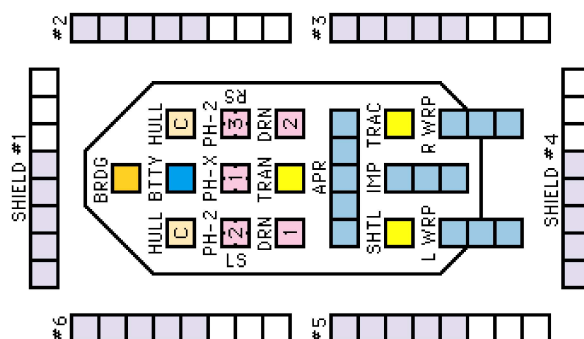 #2
#3
SHIELD #1
BRDG
HULL
C
BTTY
HULL
C
PH-2
3
RS
PH-X
1
PH-2
2
LS
DRN
2
TRAN
DRN
1
APR
TRAC
IMP
SHTL
R WRP
L WRP
SHIELD #4
#6
#5